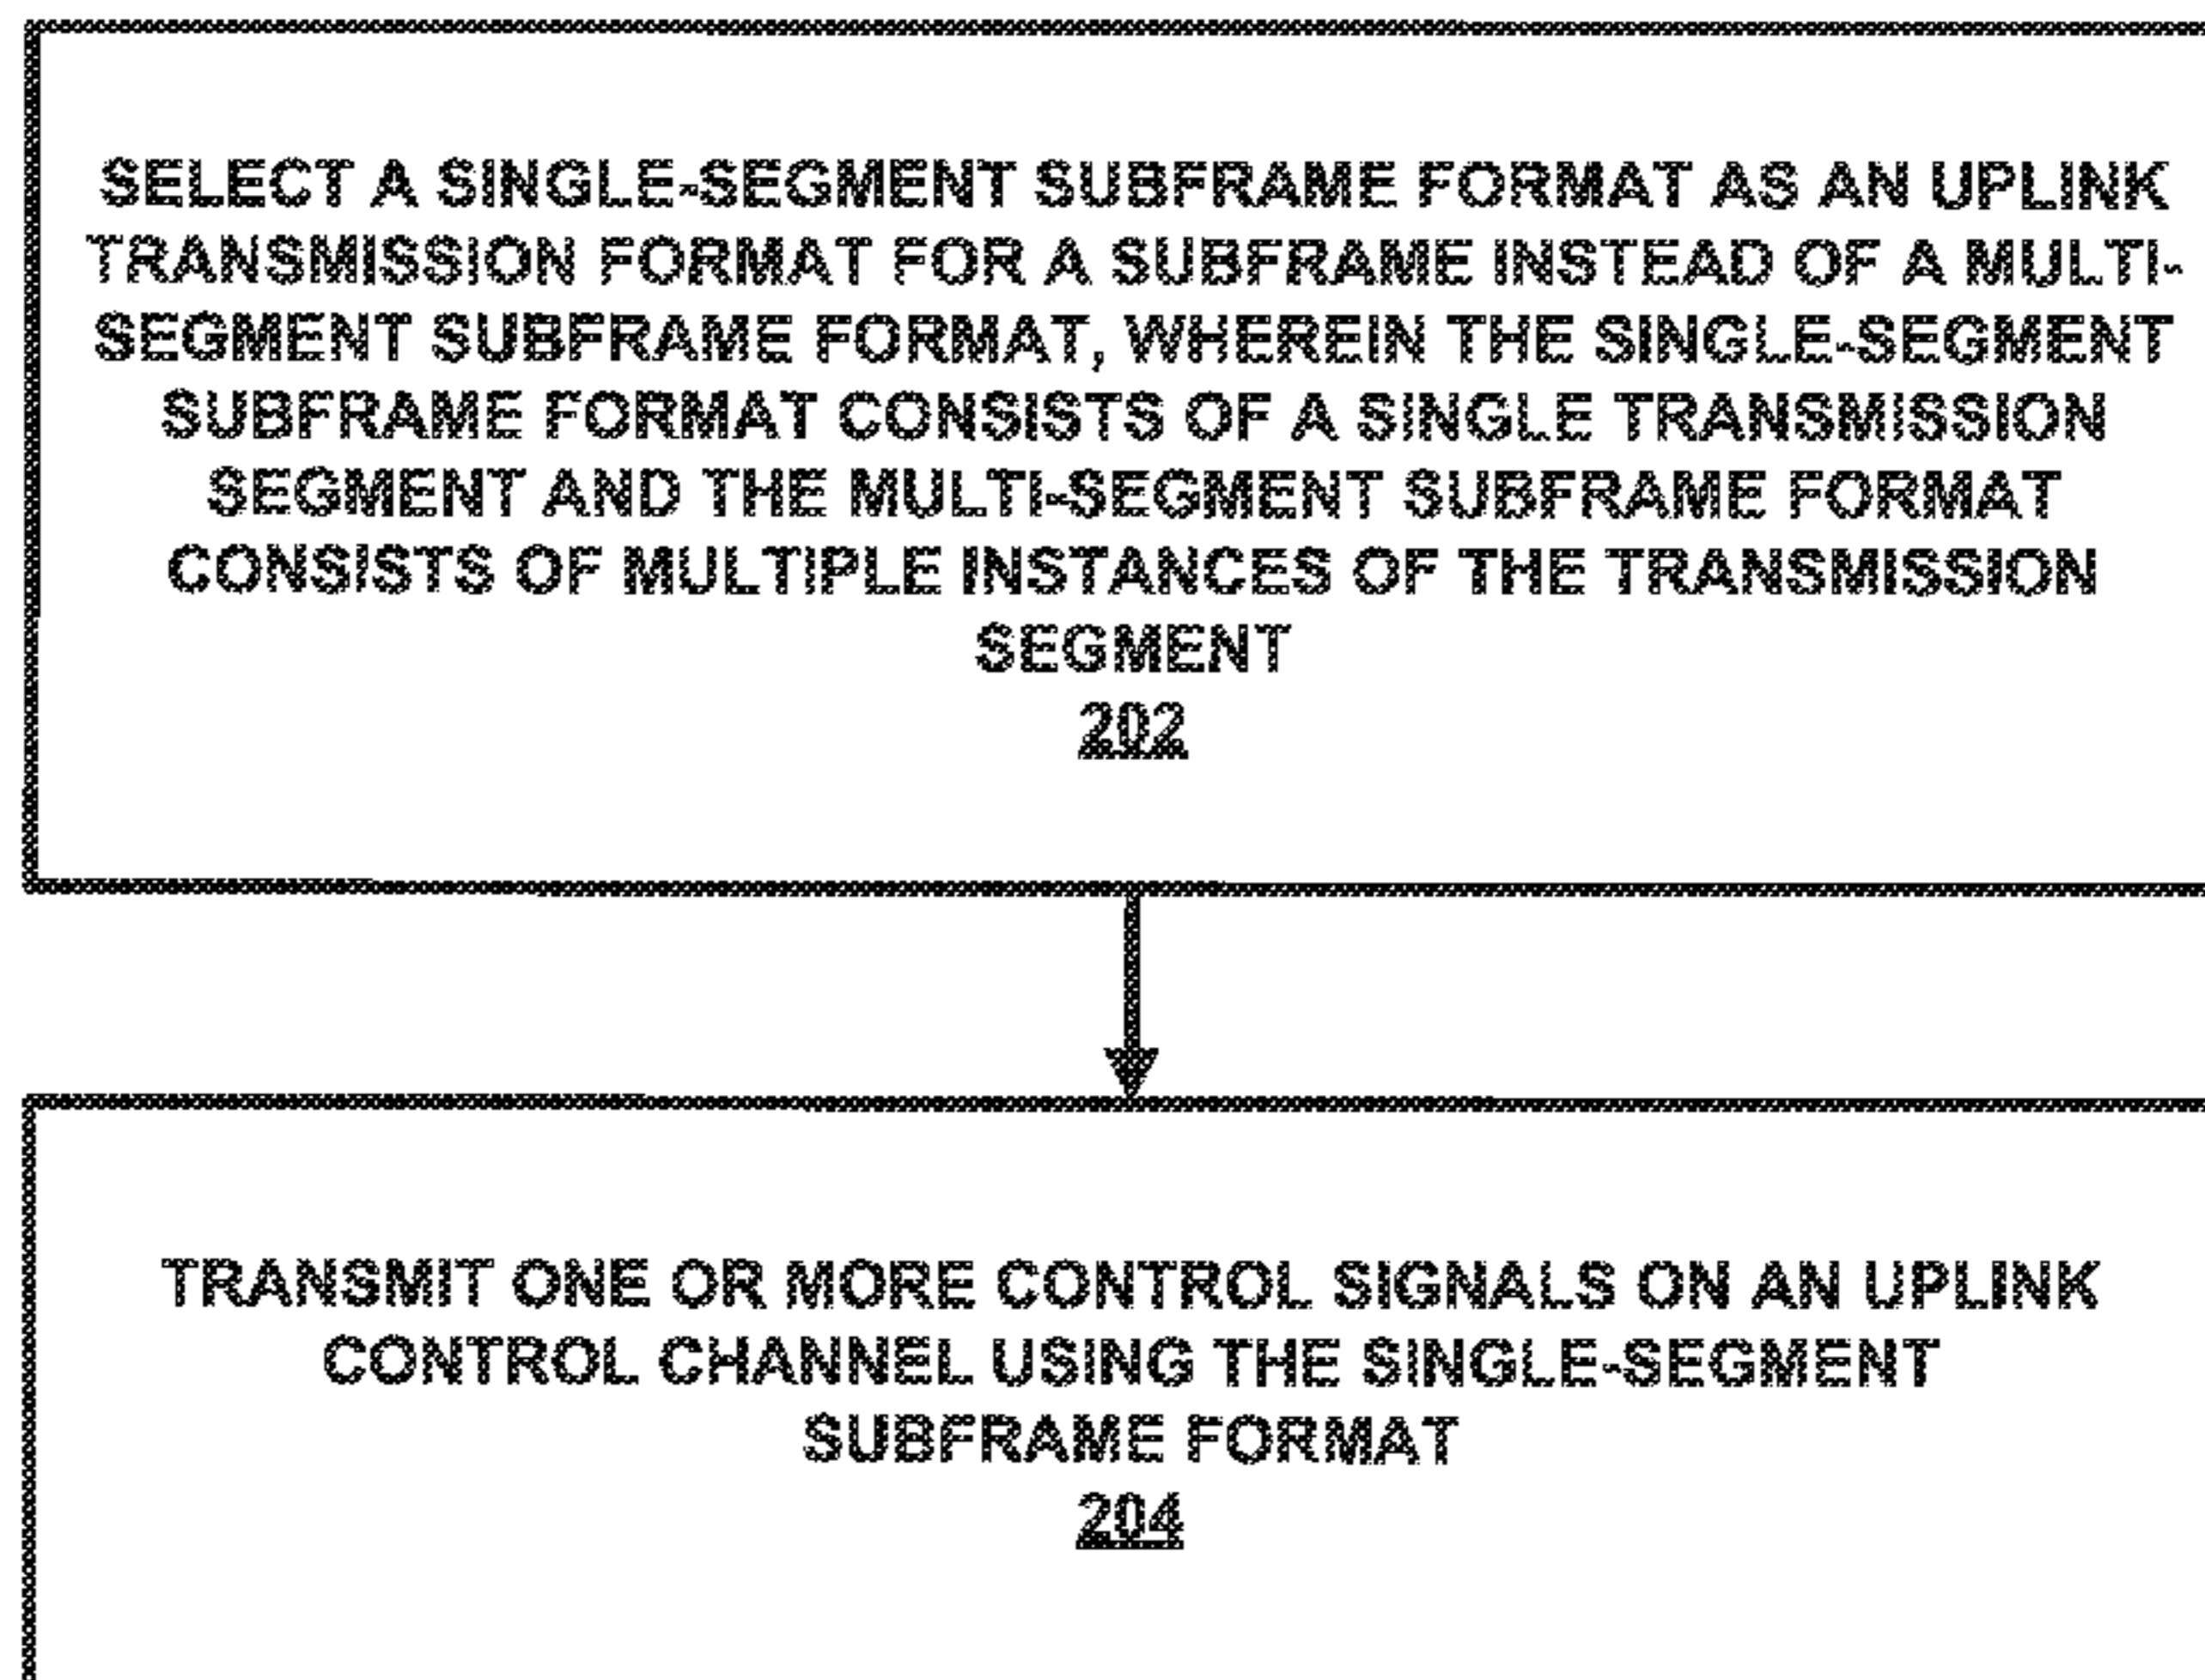 SELECT A SINGLE-SEGMENT SUBFRAME FORMAT AS AN UPLINK
TRANSMISSION FORMAT FOR A SUBFRAME INSTEAD OF A MULTI-
SEGMENT SUBFRAME FORMAT, WHEREIN THE SINGLE-SEGMENT
SUBFRAME FORMAT CONSISTS OF A SINGLE TRANSMISSION
SEGMENT AND THE MULTI-SEGMENT SUBFRAME FORMAT
CONSISTS OF MULTIPLE INSTANCES OF THE TRANSMISSION
SEGMENT
202
TRANSMIT ONE OR MORE CONTROL SIGNALS ON AN UPLINK
CONTROL CHANNEL USING THE SINGLE-SEGMENT
SUBFRAME FORMAT
204